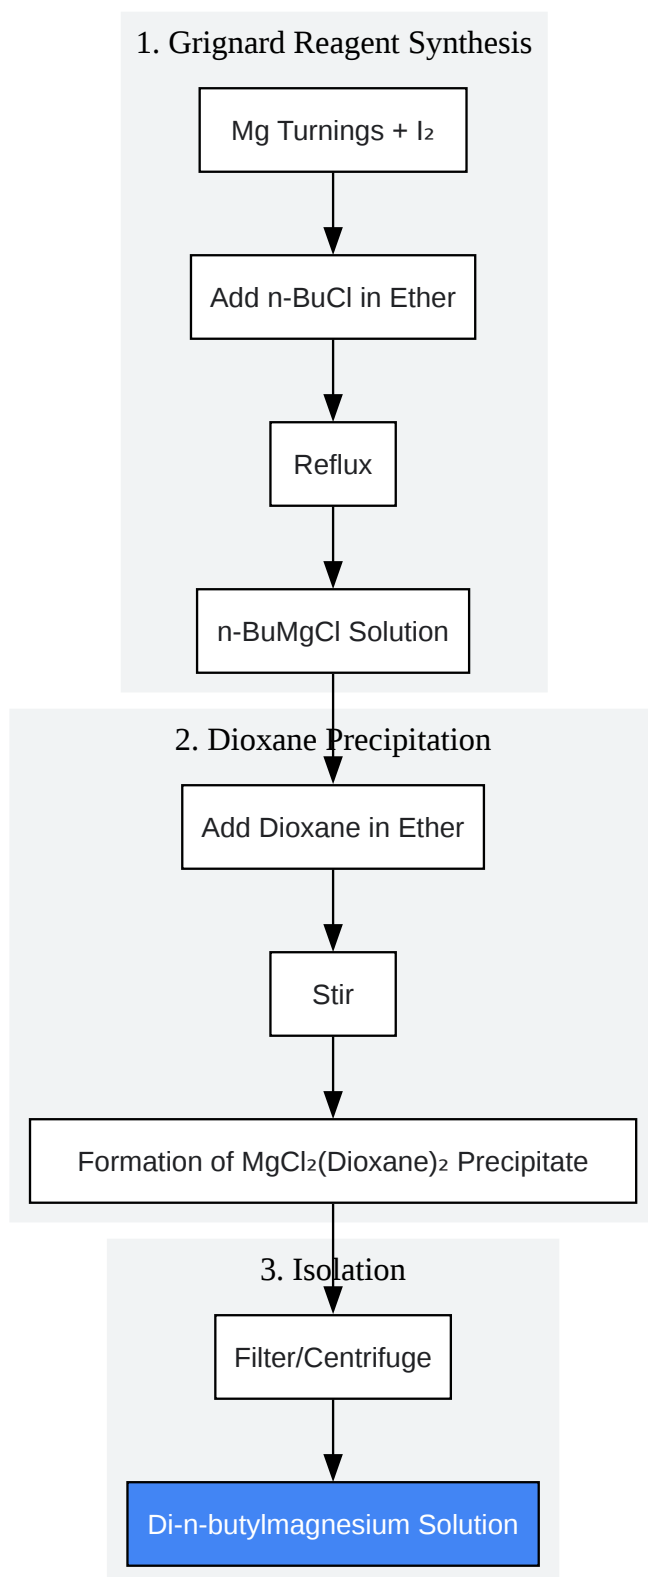 1. Grignard Reagent Synthesis
Mg Turnings + I₂
Add n-BuCl in Ether
Reflux
n-BuMgCl Solution
2. Dioxane Precipitation
Add Dioxane in Ether
Stir
Formation of MgCl₂(Dioxane)₂ Precipitate
3. Isolation
Filter/Centrifuge
Di-n-butylmagnesium Solution